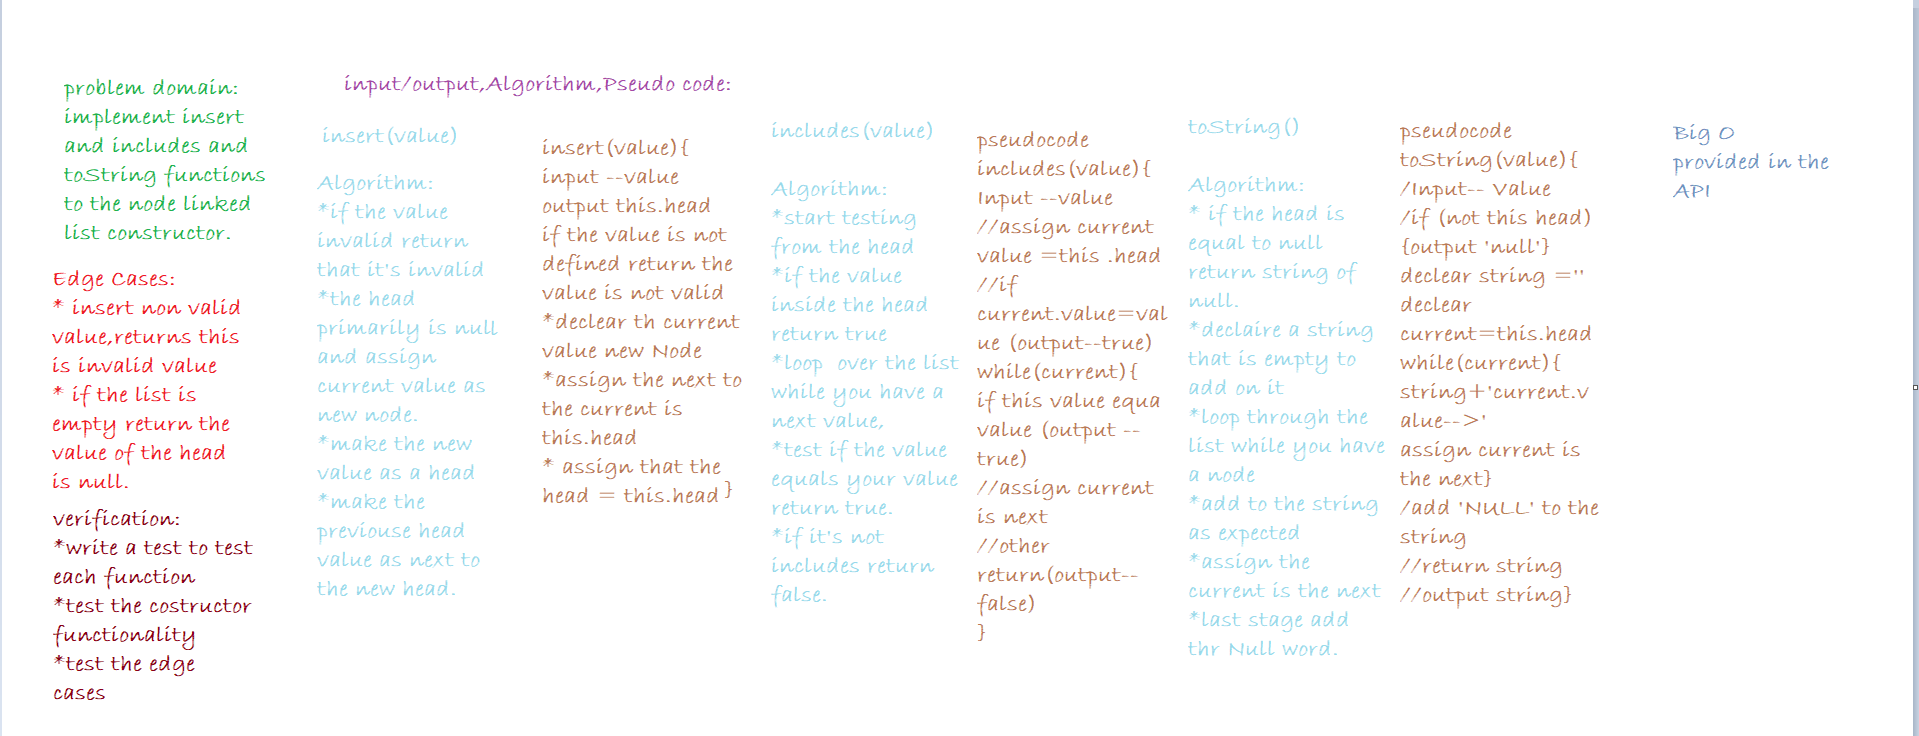 problem domain:
implement insert
and includes and
toString functions
to the node linked
list constructor.
Edge Cases:
* insert non valid
value,returns this
is invalid value
* if the list is
empty return the
value of the head
is null.
verification:
*write a test to test
each function
*test the costructor
functionality
*test the edge
cases
input/output,Algorithm,Pseudo code:
insert(value)
Algorithm:
*if the value
invalid return
that it's invalid
*the head
primarily is null
and assign
current value as
new node.
*make the new
value as a head
*make the
previouse head
value as next to
the new head.
insert(value){
input --value
output this.head
if the value is not
defined return the
value is not valid
*declear th current
value new Node
*assign the next to
the current is
this.head
* assign that the
head = this.head }
includes(value)
Algorithm:
*start testing
from the head
*if the value
inside the head
return true
*loop  over the list
while you have a
next value,
*test if the value
equals your value
return true.
*if it's not
includes return
false.
pseudocode
includes(value){
Input --value
//assign current
value =this .head
//if
current.value=val
ue (output--true)
while(current){
if this value equa
value (output --
true)
//assign current
is next
//other
return(output--
false)
}
toString()
Algorithm:
* if the head is
equal to null
return string of
null.
*declaire a string
that is empty to
add on it
*loop through the
list while you have
a node
*add to the string
as expected
*assign the
current is the next
*last stage add
thr Null word.
pseudocode
toString(value){
/Input-- Value
/if (not this head)
{output 'null'}
declear string =''
declear
current=this.head
while(current){
string+'current.v
alue-->'
assign current is
the next}
/add 'NULL' to the
string
//return string
//output string}
Big O
provided in the
API